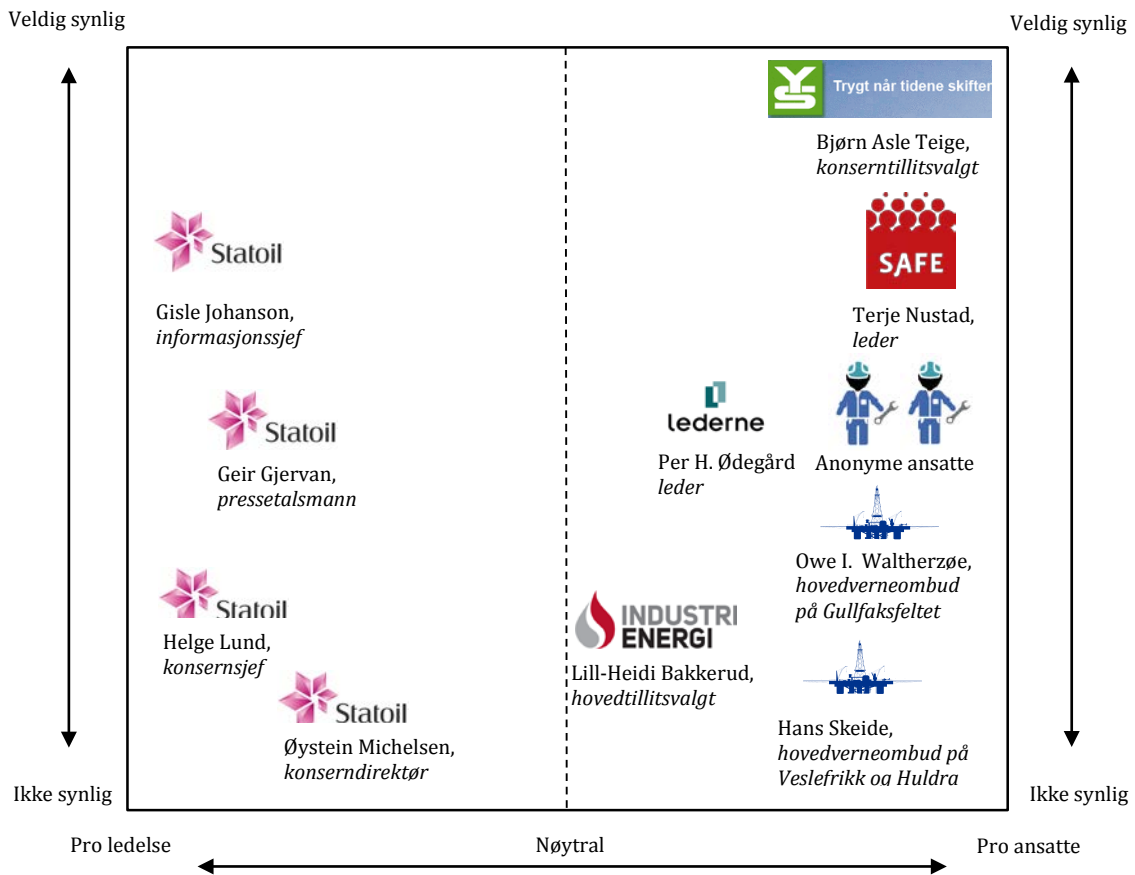 Veldig synlig
Veldig synlig
YS
Trygt når tidene skifter
Bjørn Asle Teige,
konserntillitsvalgt
Statoil
Gisle Johanson,
informasjonssjef
SAFE
Terje Nustad,
leder
Statoil
Geir Gjervan,
pressetalsmann
lederne
Per H. Ødegård
leder
Anonyme ansatte
Owe I. Waltherzøe,
hovedverneombud
på Gullfaksfeltet
Statoil
Helge Lund,
konsernsjef
INDUSTRI
ENERGI
Lill-Heidi Bakkerud,
hovedtillitsvalgt
Statoil
Øystein Michelsen,
konserndirektør
Hans Skeide,
hovedverneombud på
Veslefrikk og Huldra
Ikke synlig
Ikke synlig
Pro ledelse
Nøytral
Pro ansatte